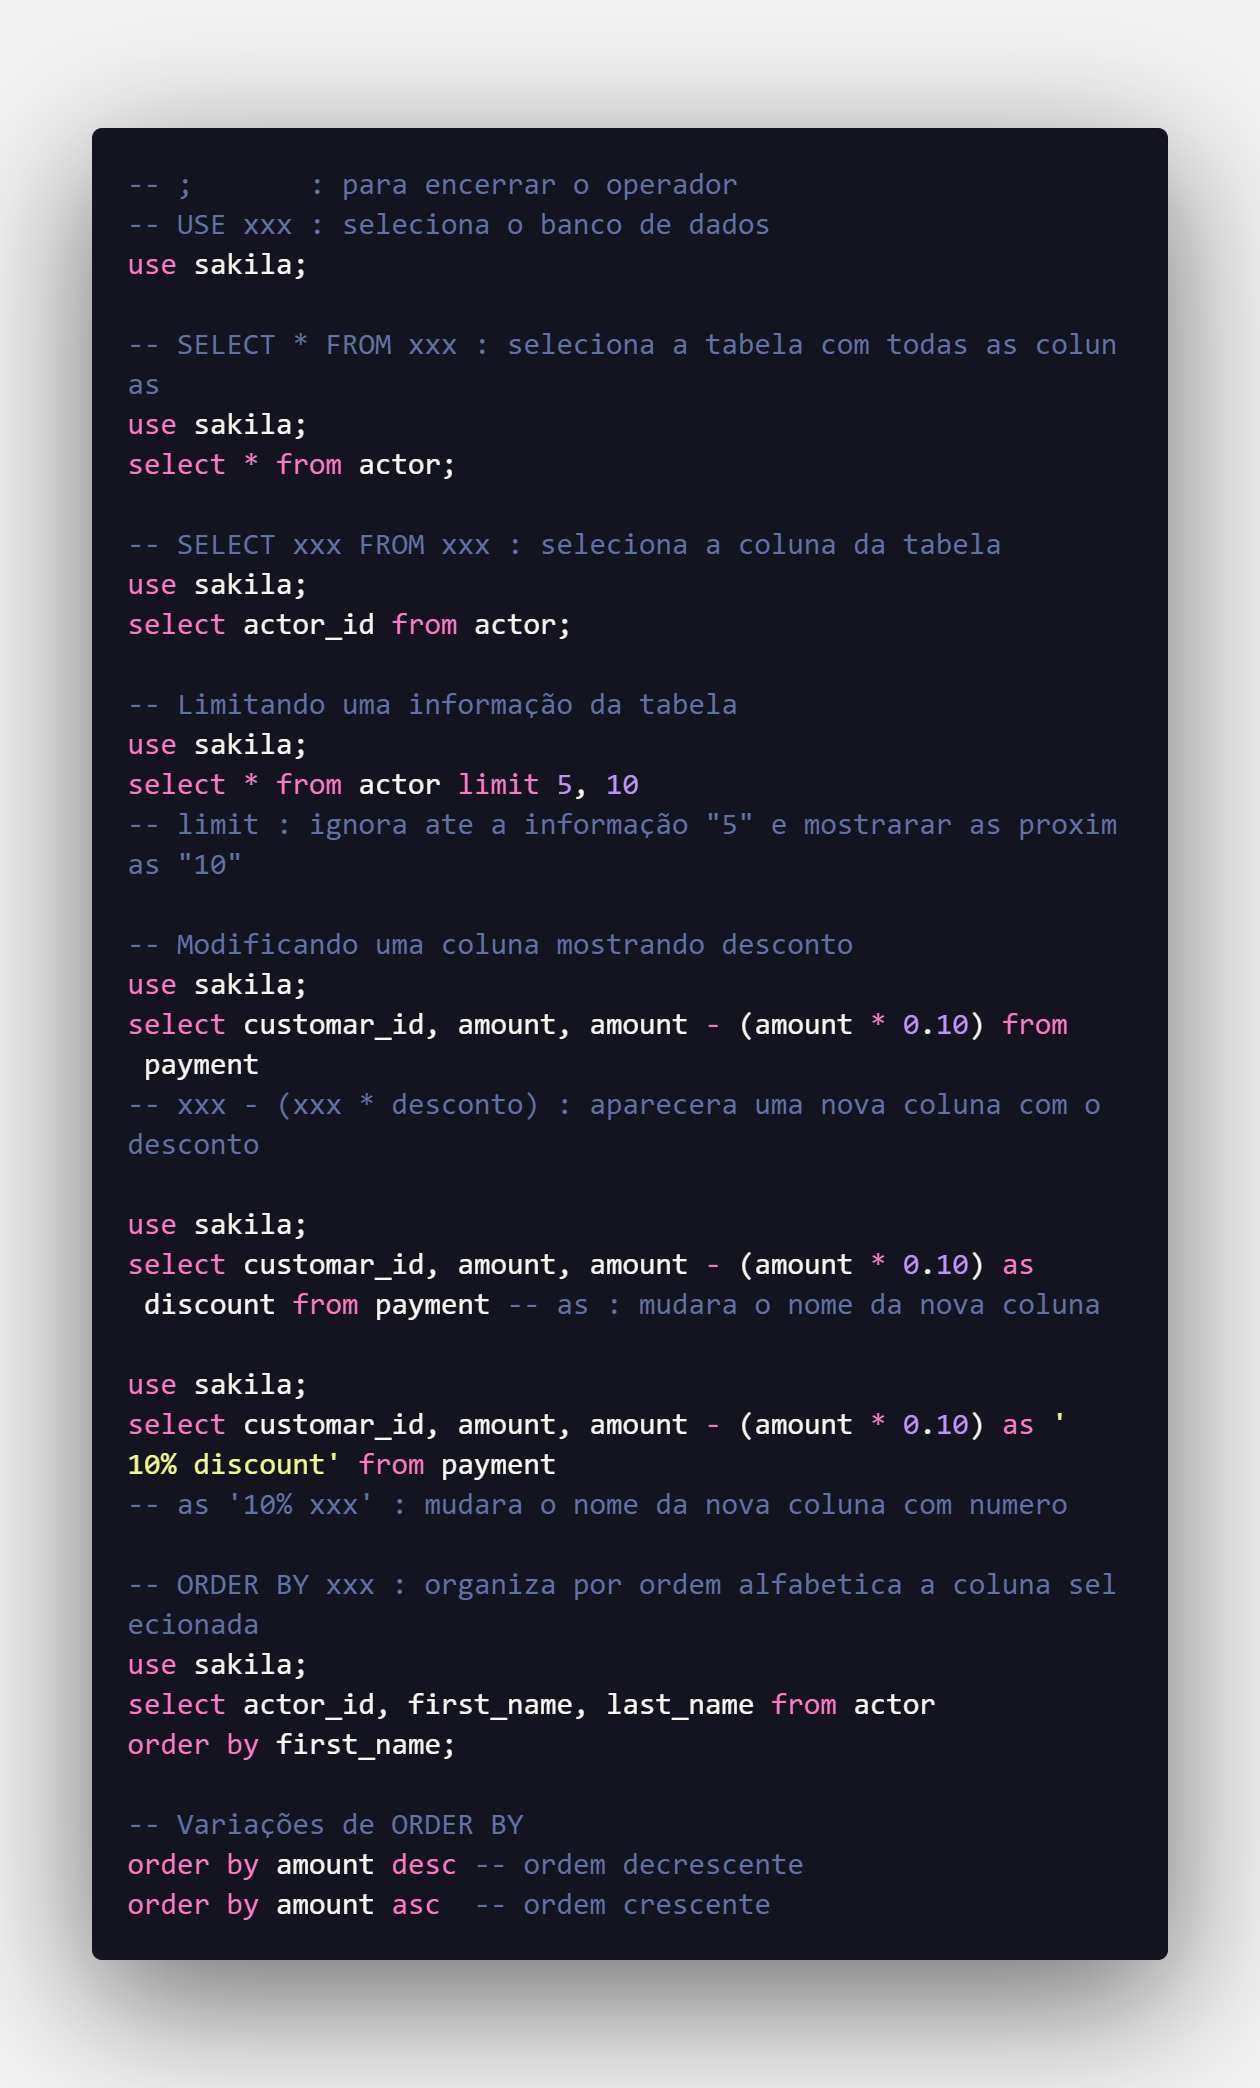 -- ;       : para encerrar o operador
-- USE xxx : seleciona o banco de dados
use sakila;

-- SELECT * FROM xxx : seleciona a tabela com todas as colun
as
use sakila;
select * from actor;

-- SELECT xxx FROM xxx : seleciona a coluna da tabela
use sakila;
select actor_id from actor;

-- Limitando uma informação da tabela
use sakila;
select * from actor limit 5, 10
-- limit : ignora ate a informação "5" e mostrarar as proxim
as "10"

-- Modificando uma coluna mostrando desconto
use sakila;
select customar_id, amount, amount - (amount * 0.10) from
 payment
-- xxx - (xxx * desconto) : aparecera uma nova coluna com o
desconto

use sakila;
select customar_id, amount, amount - (amount * 0.10) as
 discount from payment -- as : mudara o nome da nova coluna

use sakila;
select customar_id, amount, amount - (amount * 0.10) as '
10% discount' from payment
-- as '10% xxx' : mudara o nome da nova coluna com numero

-- ORDER BY xxx : organiza por ordem alfabetica a coluna sel
ecionada
use sakila;
select actor_id, first_name, last_name from actor
order by first_name;

-- Variações de ORDER BY
order by amount desc -- ordem decrescente
order by amount asc  -- ordem crescente